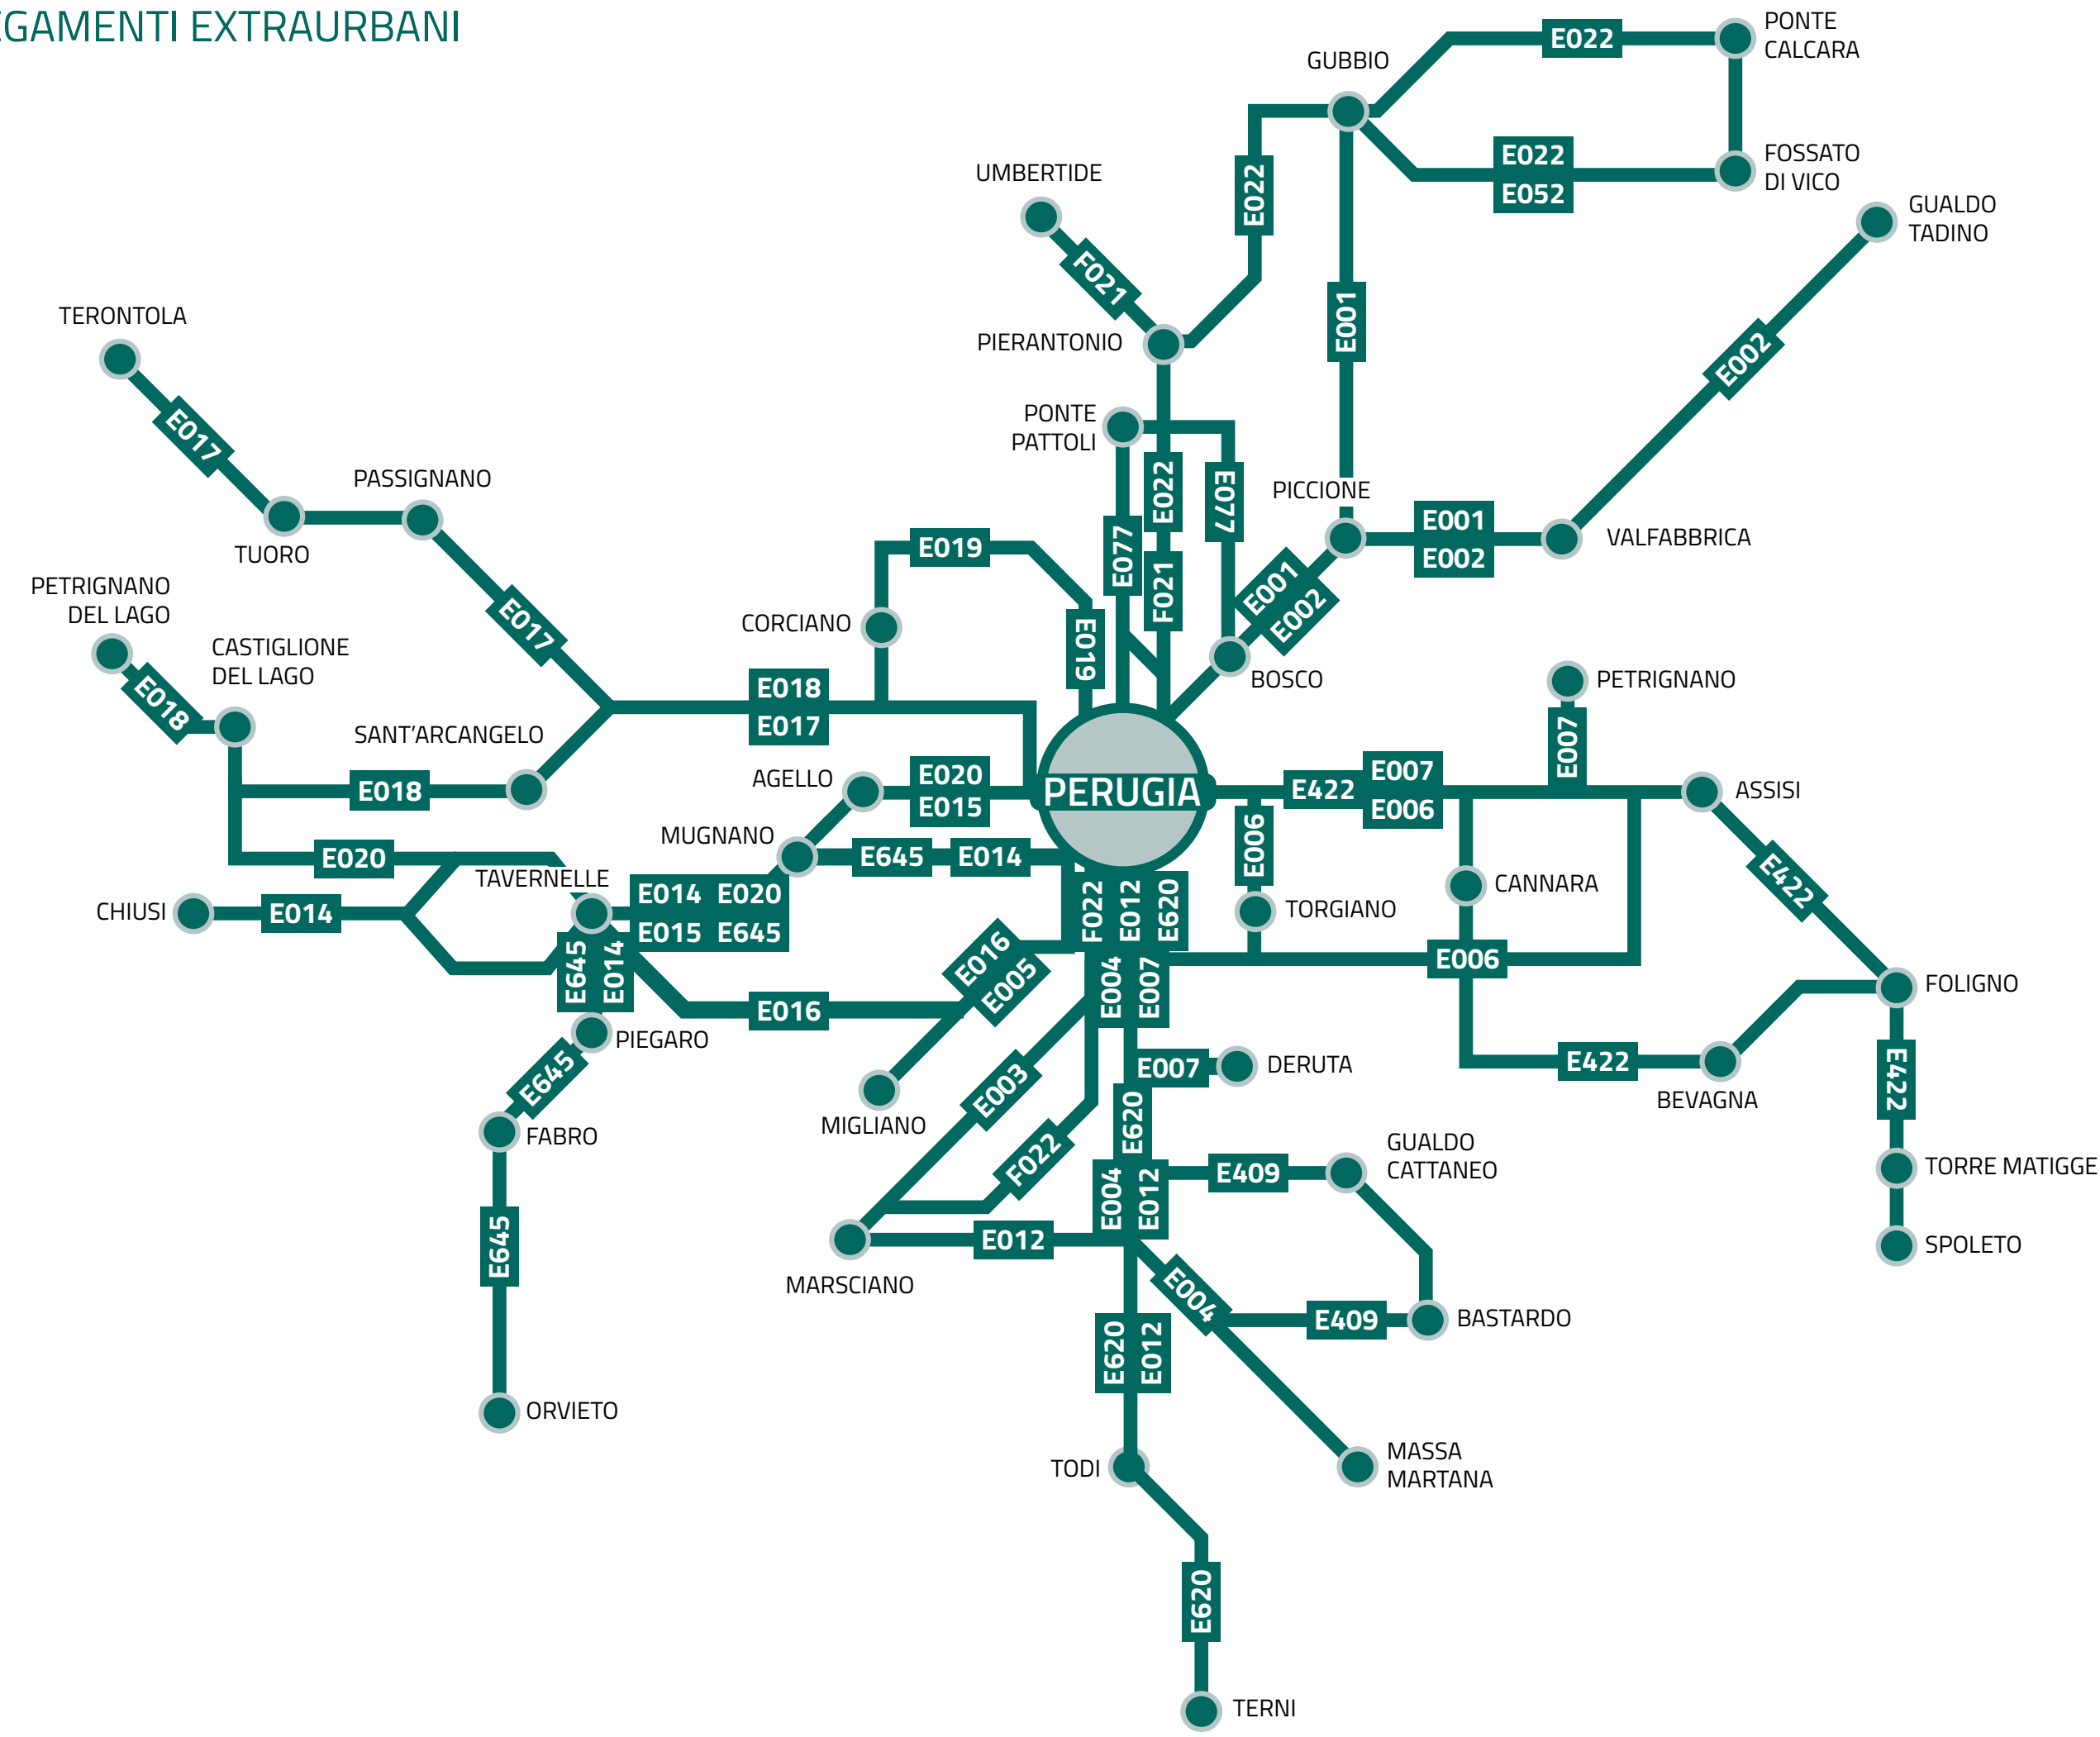 EGAMENTI EXTRAURBANI
PONTE
CALCARA
E022
GUBBIO
E022
E052
FOSSATO
DI VICO
UMBERTIDE
E022
GUALDO
TADINO
F021
TERONTOLA
E001
PIERANTONIO
E002
E017
PONTE
PATTOLI
PASSIGNANO
E022
E077
PICCIONE
E001
E002
VALFABBRICA
TUORO
E019
E077
F021
E001
E002
PETRIGNANO
DEL LAGO
E017
CORCIANO
E019
CASTIGLIONE
DEL LAGO
E018
BOSCO
PETRIGNANO
E018
E017
SANT'ARCANGELO
E007
AGELLO
E020
E015
PERUGIA
E422
E007
E006
ASSISI
E018
MUGNANO
E645
E014
E006
E020
TAVERNELLE
CANNARA
E422
CHIUSI
E014
E014 E020
E015 E645
F022
E012
E620
TORGIANO
E645
E014
E016
E005
E004
E007
E006
FOLIGNO
E016
PIEGARO
E645
E003
E007
DERUTA
E422
BEVAGNA
E422
MIGLIANO
FABRO
F022
E620
GUALDO
CATTANEO
E409
TORRE MATIGGE
E004
E012
E645
E012
SPOLETO
MARSCIANO
E004
E409
BASTARDO
E620
E012
ORVIETO
TODI
MASSA
MARTANA
E620
TERNI